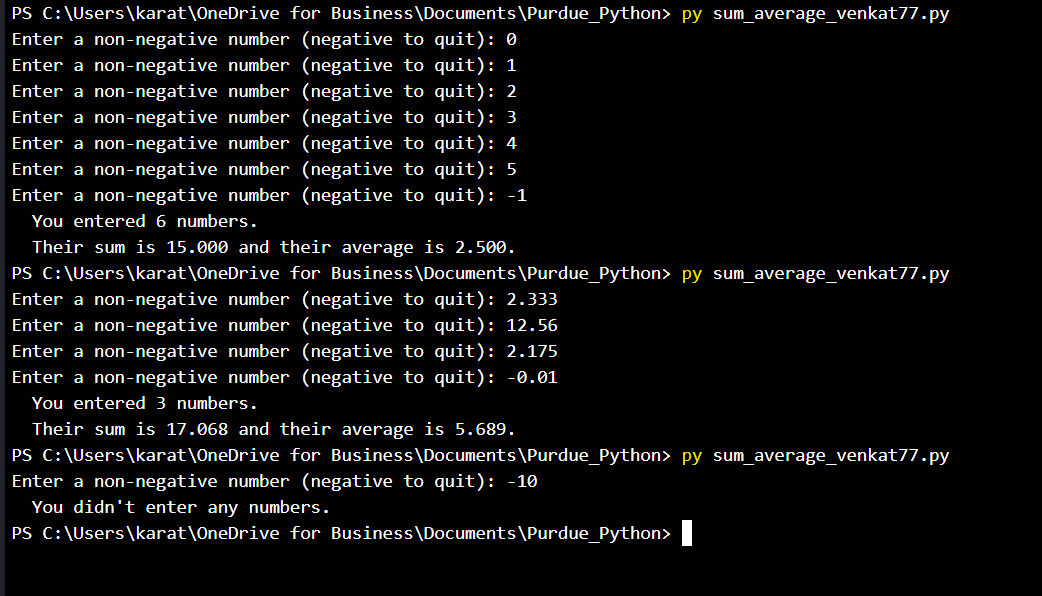 PS C:\Users\karat\OneDrive for Business\Documents\Purdue_Python> py sum_average_venkat77.py
Enter a non-negative number (negative to quit): 0
Enter a non-negative number (negative to quit): 1
Enter a non-negative number (negative to quit): 2
Enter a non-negative number (negative to quit): 3
Enter a non-negative number (negative to quit): 4
Enter a non-negative number (negative to quit): 5
Enter a non-negative number (negative to quit): -1
  You entered 6 numbers.
  Their sum is 15.000 and their average is 2.500.
PS C:\Users\karat\OneDrive for Business\Documents\Purdue_Python> py sum_average_venkat77.py
Enter a non-negative number (negative to quit): 2.333
Enter a non-negative number (negative to quit): 12.56
Enter a non-negative number (negative to quit): 2.175
Enter a non-negative number (negative to quit): -0.01
  You entered 3 numbers.
  Their sum is 17.068 and their average is 5.689.
PS C:\Users\karat\OneDrive for Business\Documents\Purdue_Python> py sum_average_venkat77.py
Enter a non-negative number (negative to quit): -10
  You didn't enter any numbers.
PS C:\Users\karat\OneDrive for Business\Documents\Purdue_Python>